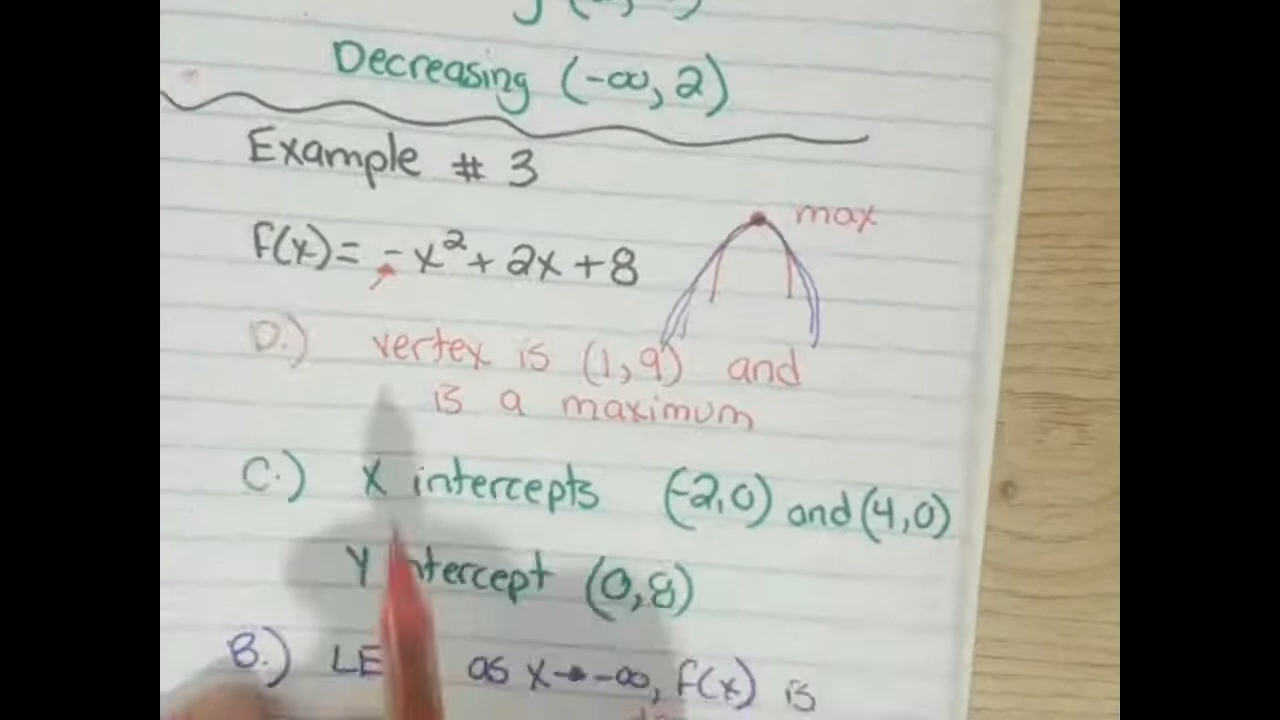 Decreasing (-∞, 2)
Example # 3
f(x) = -x² + 2x + 8
max
D.) vertex is (1,9) and
is a maximum
C.) X intercepts (-2,0) and (4,0)
Y intercept (0,8)
B.) LE as x→-∞, f(x) is